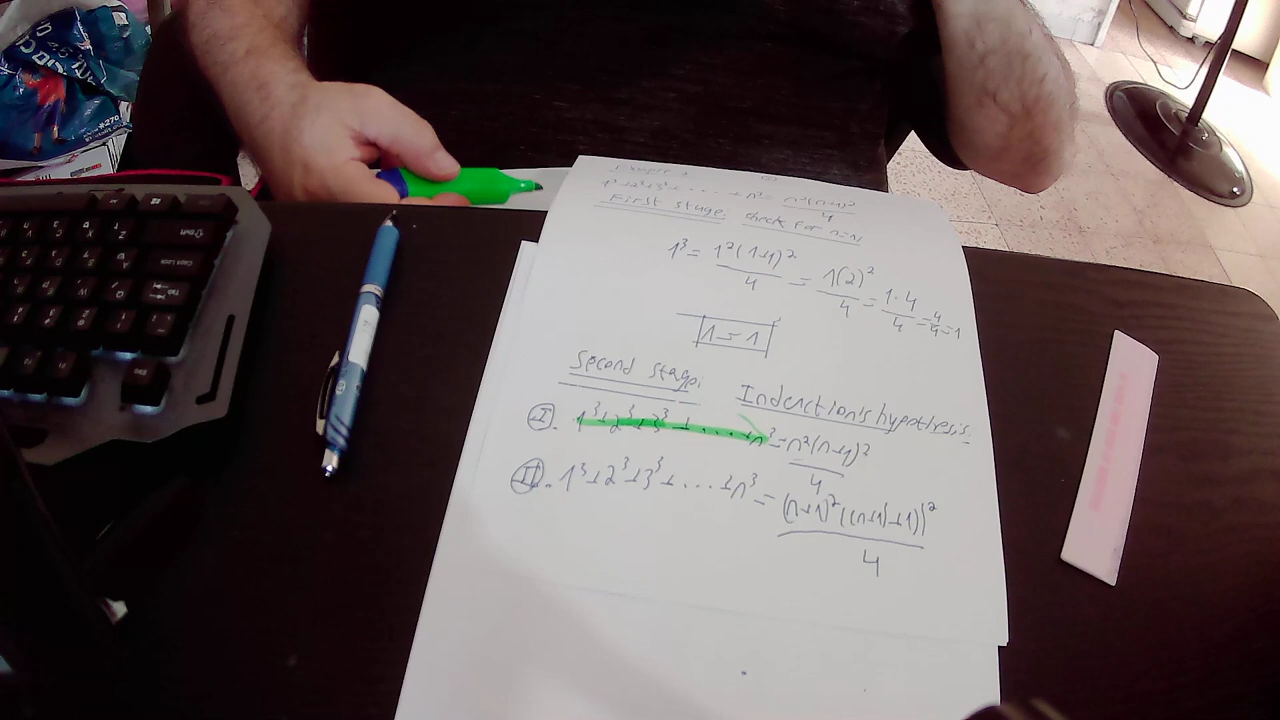 1³+2³+3³+.....+n³=n²(n+1)²/4
First stage: check for n=1
1³ = 1²(1+1)²/4 = 1(2)²/4 = 1·4/4 = 4/4 = 1
1=1
Second stage: Inderction's hypothesis:
I. 1³+2³+3³+.....+n³=n²(n+1)²/4
II. 1³+2³+3³+...+n³=(n+1)²((n+1)+1))²/4